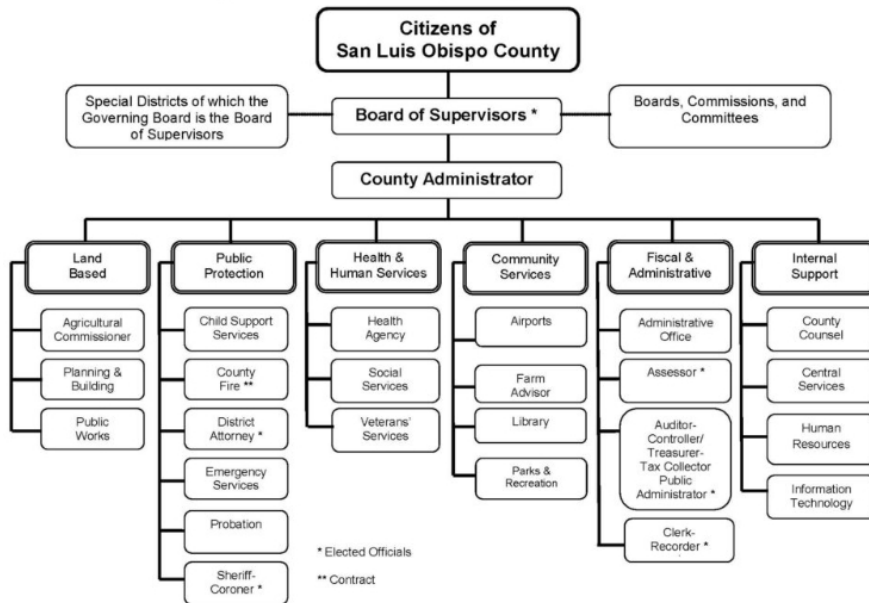 Citizens of
San Luis Obispo County
Special Districts of which the
Governing Board is the Board
of Supervisors
Board of Supervisors *
Boards, Commissions, and
Committees
County Administrator
Land
Based
Public
Protection
Health &
Human Services
Community
Services
Fiscal &
Administrative
Internal
Support
Agricultural
Commissioner
Planning &
Building
Public
Works
Child Support
Services
County
Fire **
District
Attorney *
Emergency
Services
Probation
Sheriff-
Coroner *
Health
Agency
Social
Services
Veterans'
Services
Airports
Farm
Advisor
Library
Parks &
Recreation
Administrative
Office
Assessor *
Auditor-
Controller/
Treasurer-
Tax Collector
Public
Administrator *
Clerk-
Recorder *
County
Counsel
Central
Services
Human
Resources
Information
Technology
* Elected Officials
** Contract